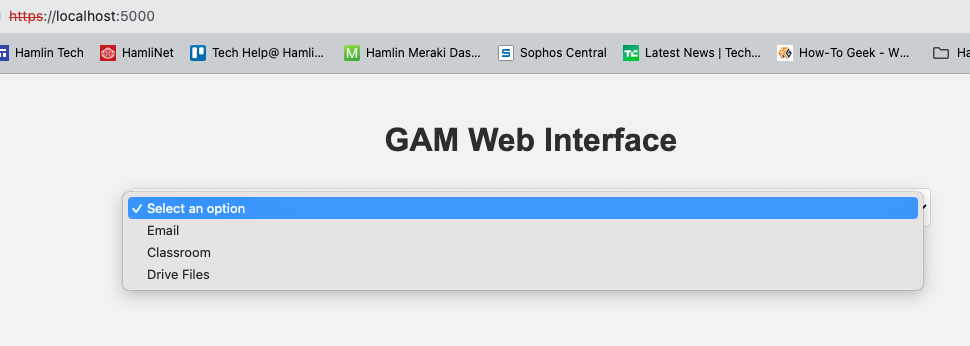 https://localhost:5000
Hamlin Tech HamliNet Tech Help@ Hamli... M Hamlin Meraki Das... S Sophos Central TC Latest News | Tech... How-To Geek - W... Ha
GAM Web Interface
✓ Select an option
Email
Classroom
Drive Files